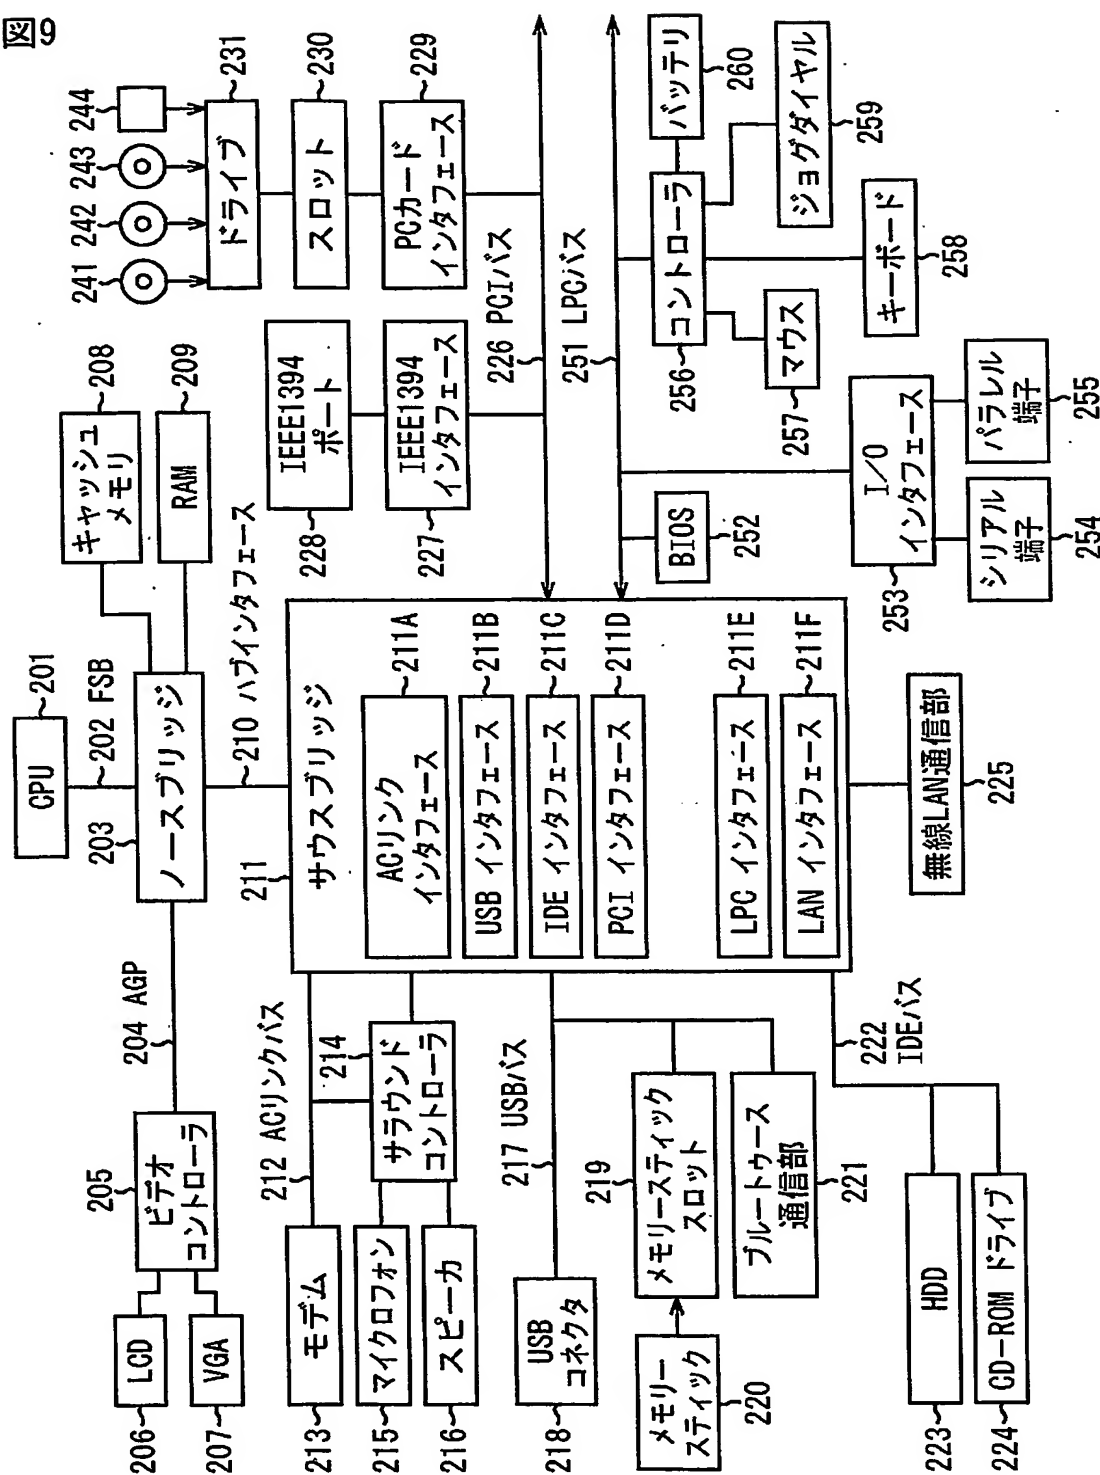 図9
CPU
201
202 FSB
203
ノースブリッジ
キャッシュ
メモリ
208
RAM
209
204 AGP
205
ビデオ
コントローラ
LCD
206
VGA
207
210 ハブインタフェース
211
サウスブリッジ
ACリンク
インタフェース
211A
USB インタフェース
211B
IDE インタフェース
211C
PCI インタフェース
211D
LPC インタフェース
211E
LAN インタフェース
211F
212 ACリンクバス
モデム
213
214
サラウンド
コントローラ
マイクロフォン
215
スピーカ
216
217 USBバス
USB
コネクタ
218
219
メモリースティック
スロット
メモリー
スティック
220
ブルートゥース
通信部
221
222
IDEバス
HDD
223
CD-ROM ドライブ
224
無線LAN通信部
225
226 PCIバス
IEEE1394
インタフェース
227
IEEE1394
ポート
228
PCカード
インタフェース
229
スロット
230
ドライブ
231
241
242
243
244
251 LPCバス
BIOS
252
I/O
インタフェース
253
シリアル
端子
254
パラレル
端子
255
コントローラ
256
マウス
257
キーボード
258
ジョグダイヤル
259
バッテリ
260